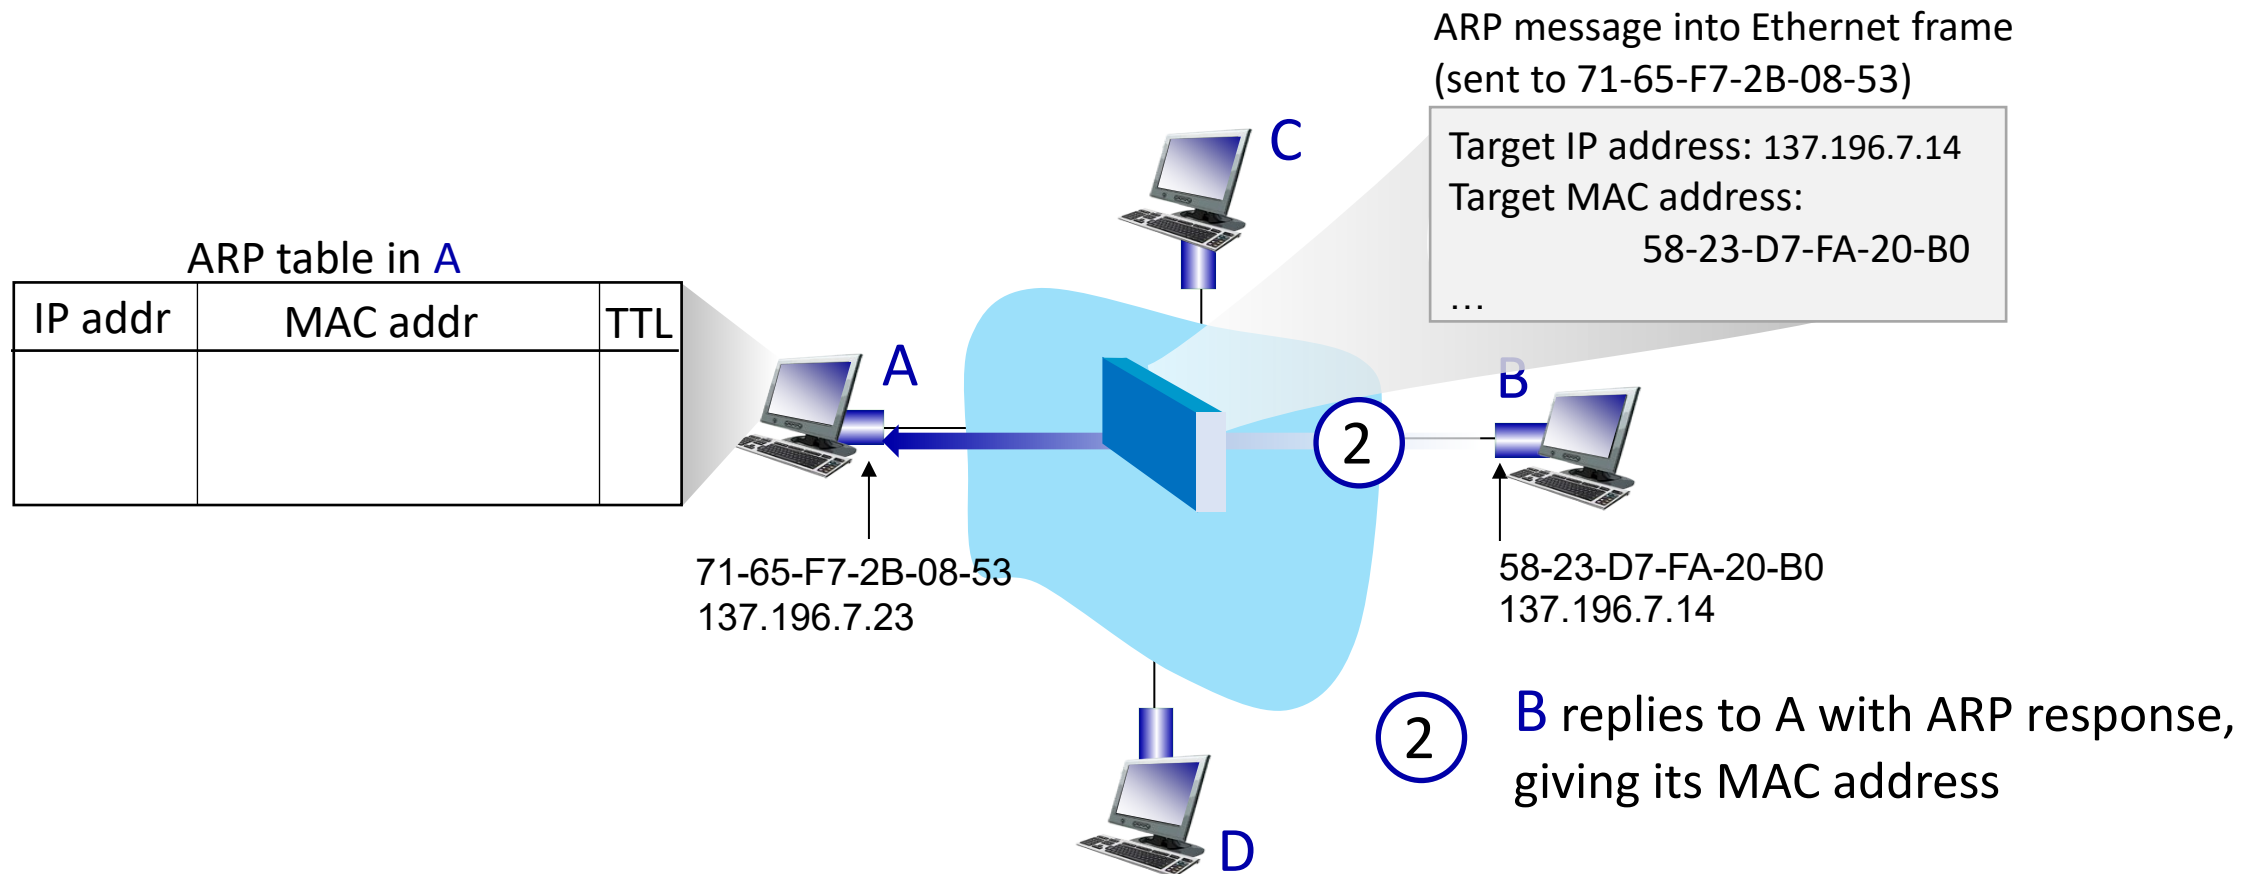 ARP message into Ethernet frame
(sent to 71-65-F7-2B-08-53)
Target IP address: 137.196.7.14
Target MAC address:
58-23-D7-FA-20-B0
...
C
ARP table in A
IP addr MAC addr TTL
A
B
2
71-65-F7-2B-08-53
137.196.7.23
58-23-D7-FA-20-B0
137.196.7.14
2 B replies to A with ARP response,
giving its MAC address
D